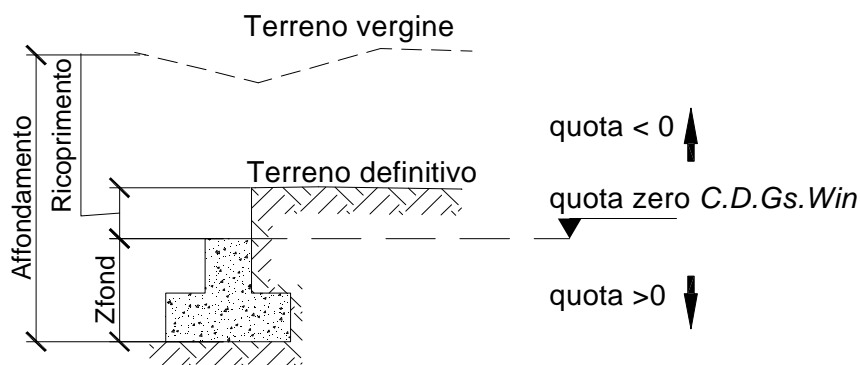 Terreno vergine
Affondamento
Ricoprimento
quota < 0
Terreno definitivo
quota zero C.D.Gs.Win
Zfond
quota >0